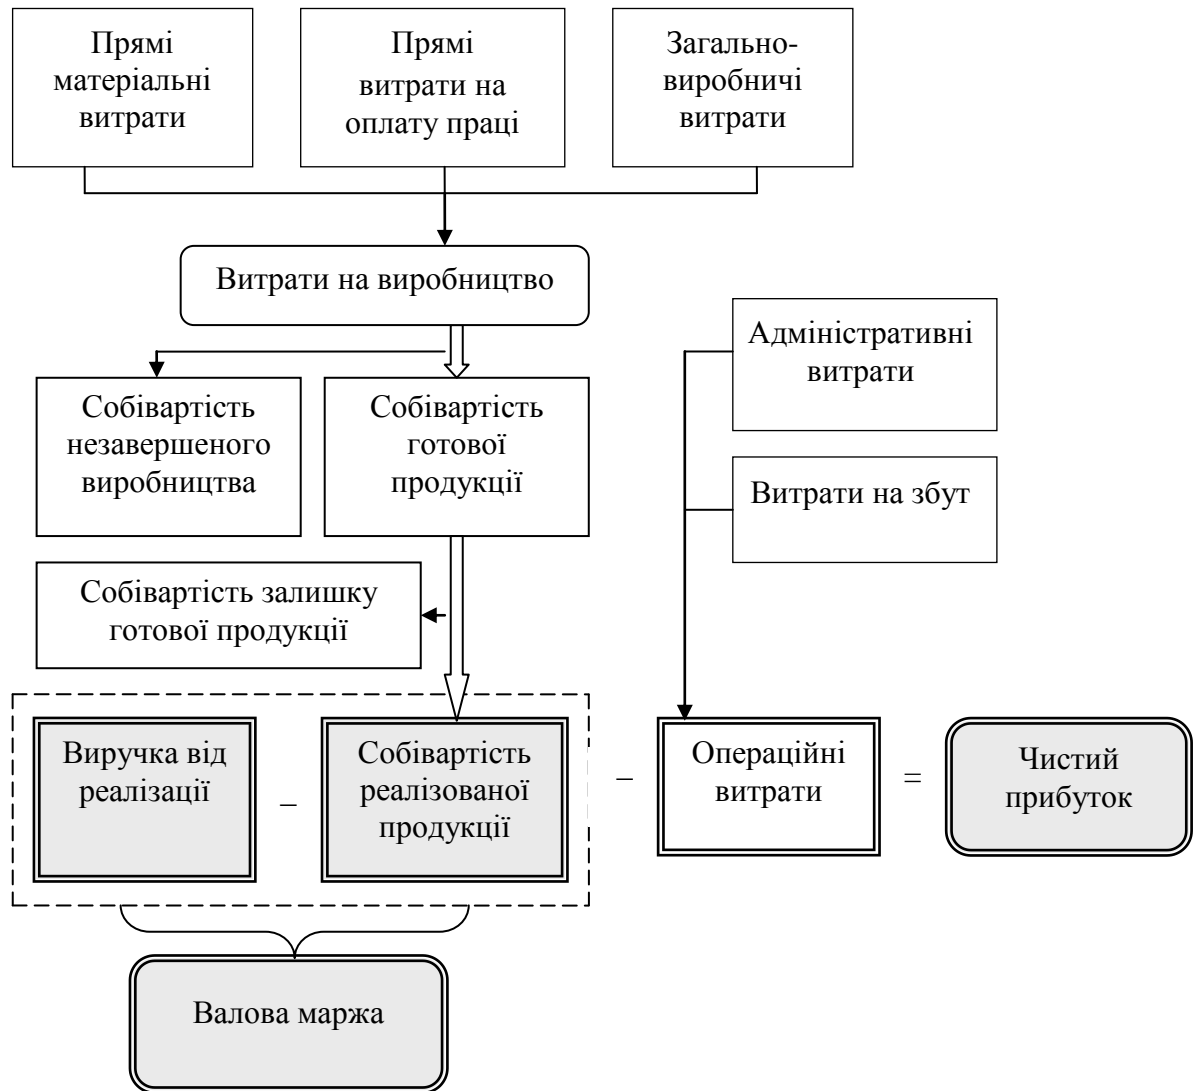 Прямі
матеріальні
витрати
Прямі
витрати на
оплату праці
Загально-
виробничі
витрати
Витрати на виробництво
Адміністративні
витрати
Собівартість
незавершеного
виробництва
Собівартість
готової
продукції
Витрати на збут
Собівартість залишку
готової продукції
Виручка від
реалізації
–
Собівартість
реалізованої
продукції
–
Операційні
витрати
=
Чистий
прибуток
Валова маржа